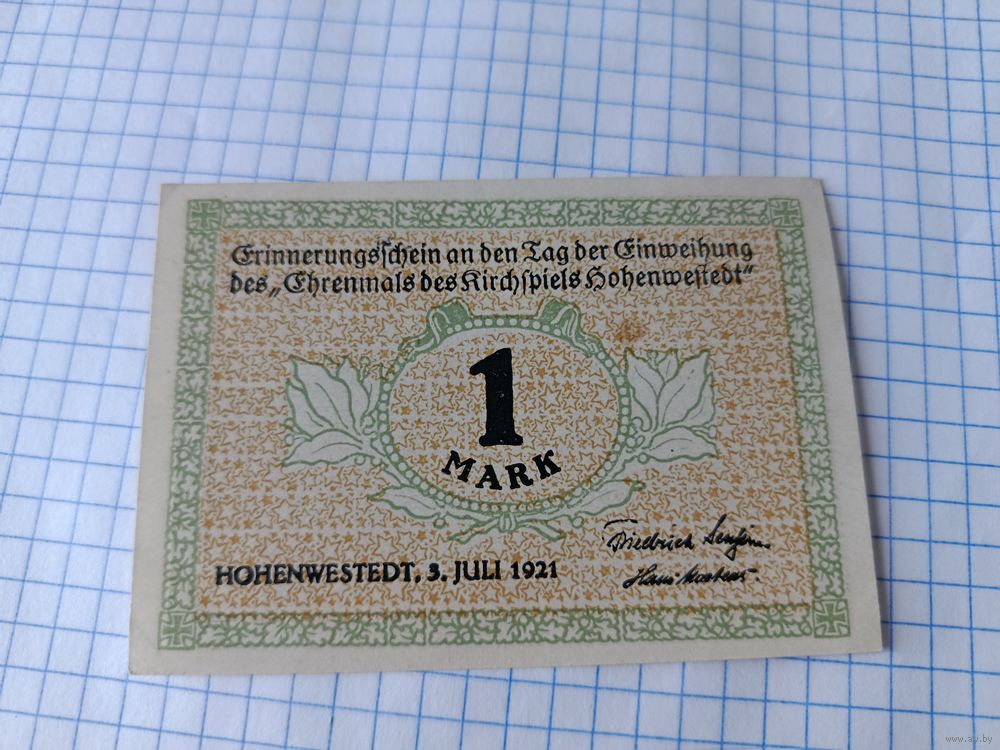 Erinnerungsschein an den Tag der Einweihung
des „Ehrenmals des Kirchspiels Hohenwestedt“
1
MARK
HOHENWESTEDT, 3. JULI 1921
Friedrich
Hans
www.ay.by